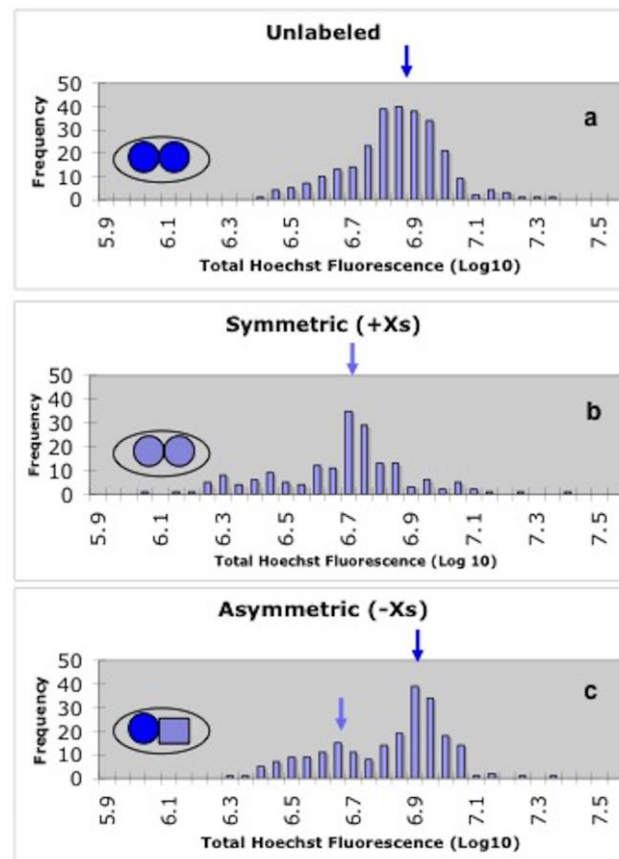 Unlabeled
50
40
30
20
10
0
Frequency
a
5.9 6.1 6.3 6.5 6.7 6.9 7.1 7.3 7.5
Total Hoechst Fluorescence (Log10)
Symmetric (+Xs)
50
40
30
20
10
0
Frequency
b
5.9 6.1 6.3 6.5 6.7 6.9 7.1 7.3 7.5
Total Hoechst Fluorescence (Log 10)
Asymmetric (-Xs)
50
40
30
20
10
0
Frequency
c
5.9 6.1 6.3 6.5 6.7 6.9 7.1 7.3 7.5
Total Hoechst Fluorescence (Log10)